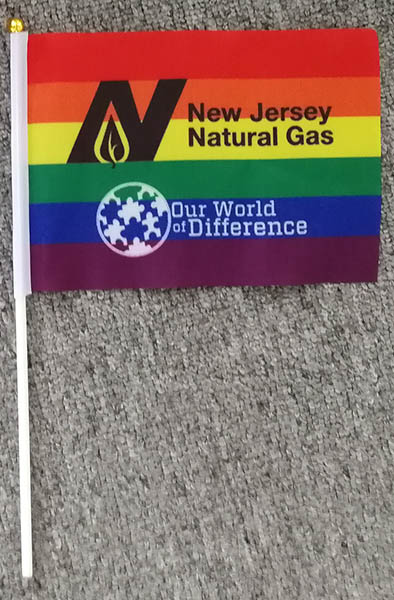 New Jersey
Natural Gas
Our World
of Difference